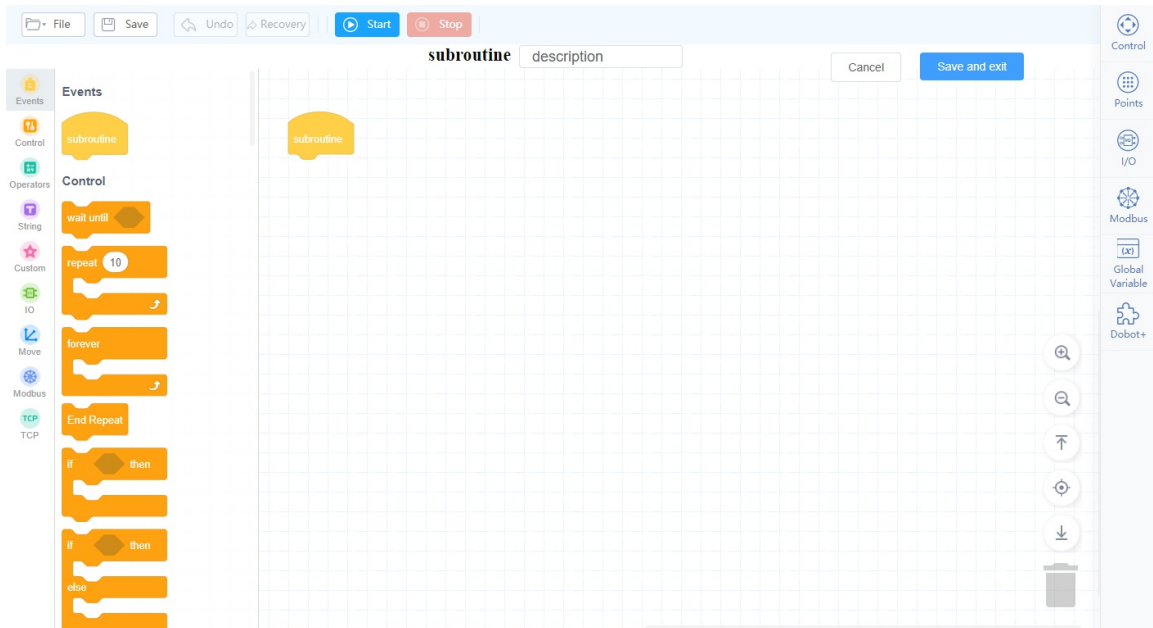 File Save Undo Recovery Start Stop
subroutine description
Cancel Save and exit
Events
Control
Operators
String
Custom
IO
Move
Modbus
TCP
TCP
Events
subroutine
Control
wait until
repeat 10
forever
End Repeat
if then
if then
else
subroutine
Control
Points
I/O
Modbus
(x)
Global
Variable
Dobot+